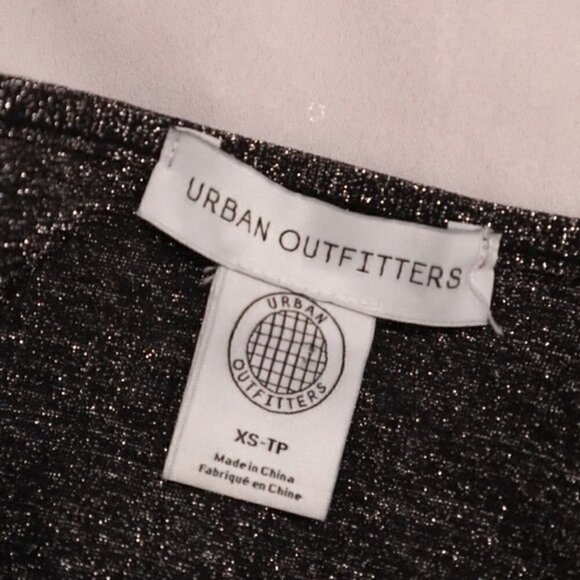 URBAN OUTFITTERS
URBAN
OUTFITTERS
XS-TP
Made in China
Fabriqué en Chine